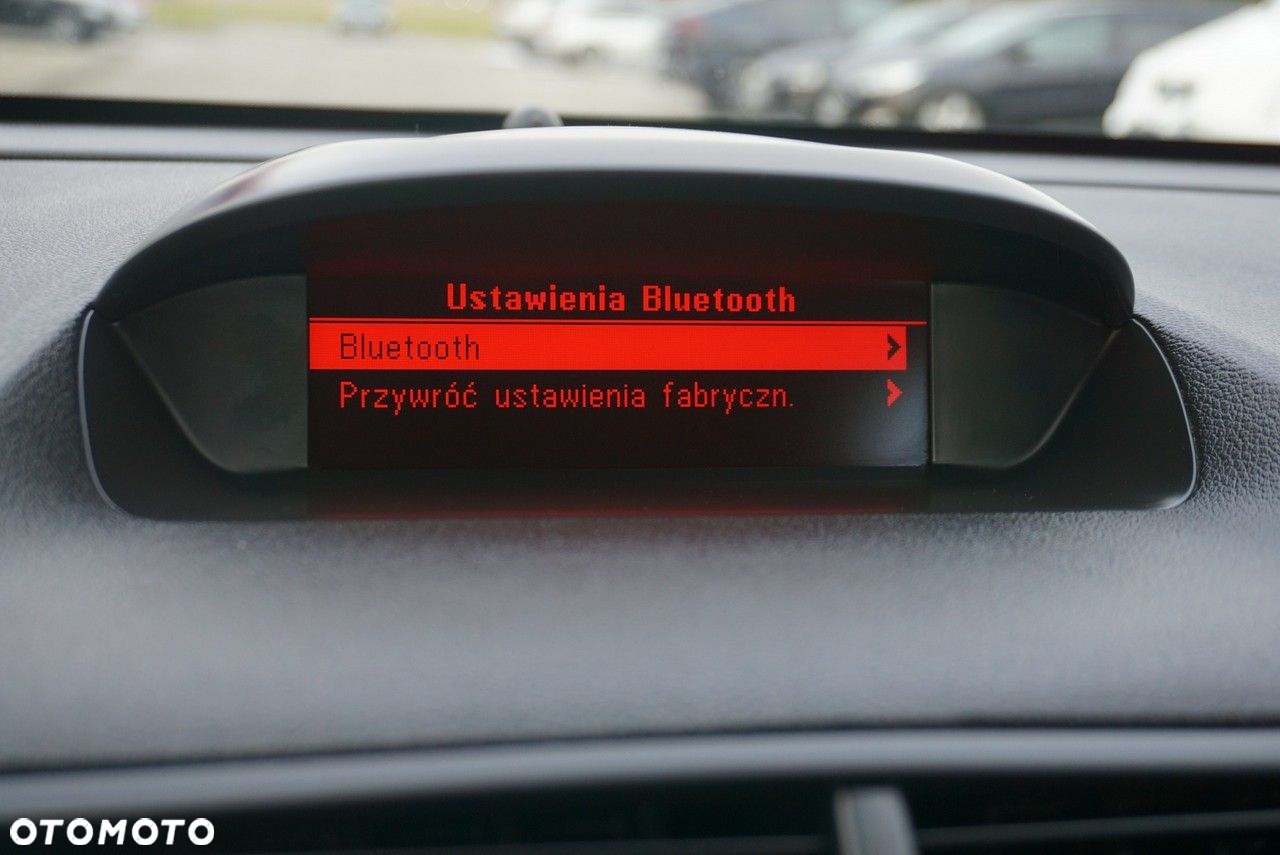 Ustawienia Bluetooth
Bluetooth
Przywróć ustawienia fabryczn.
OTOMOTO